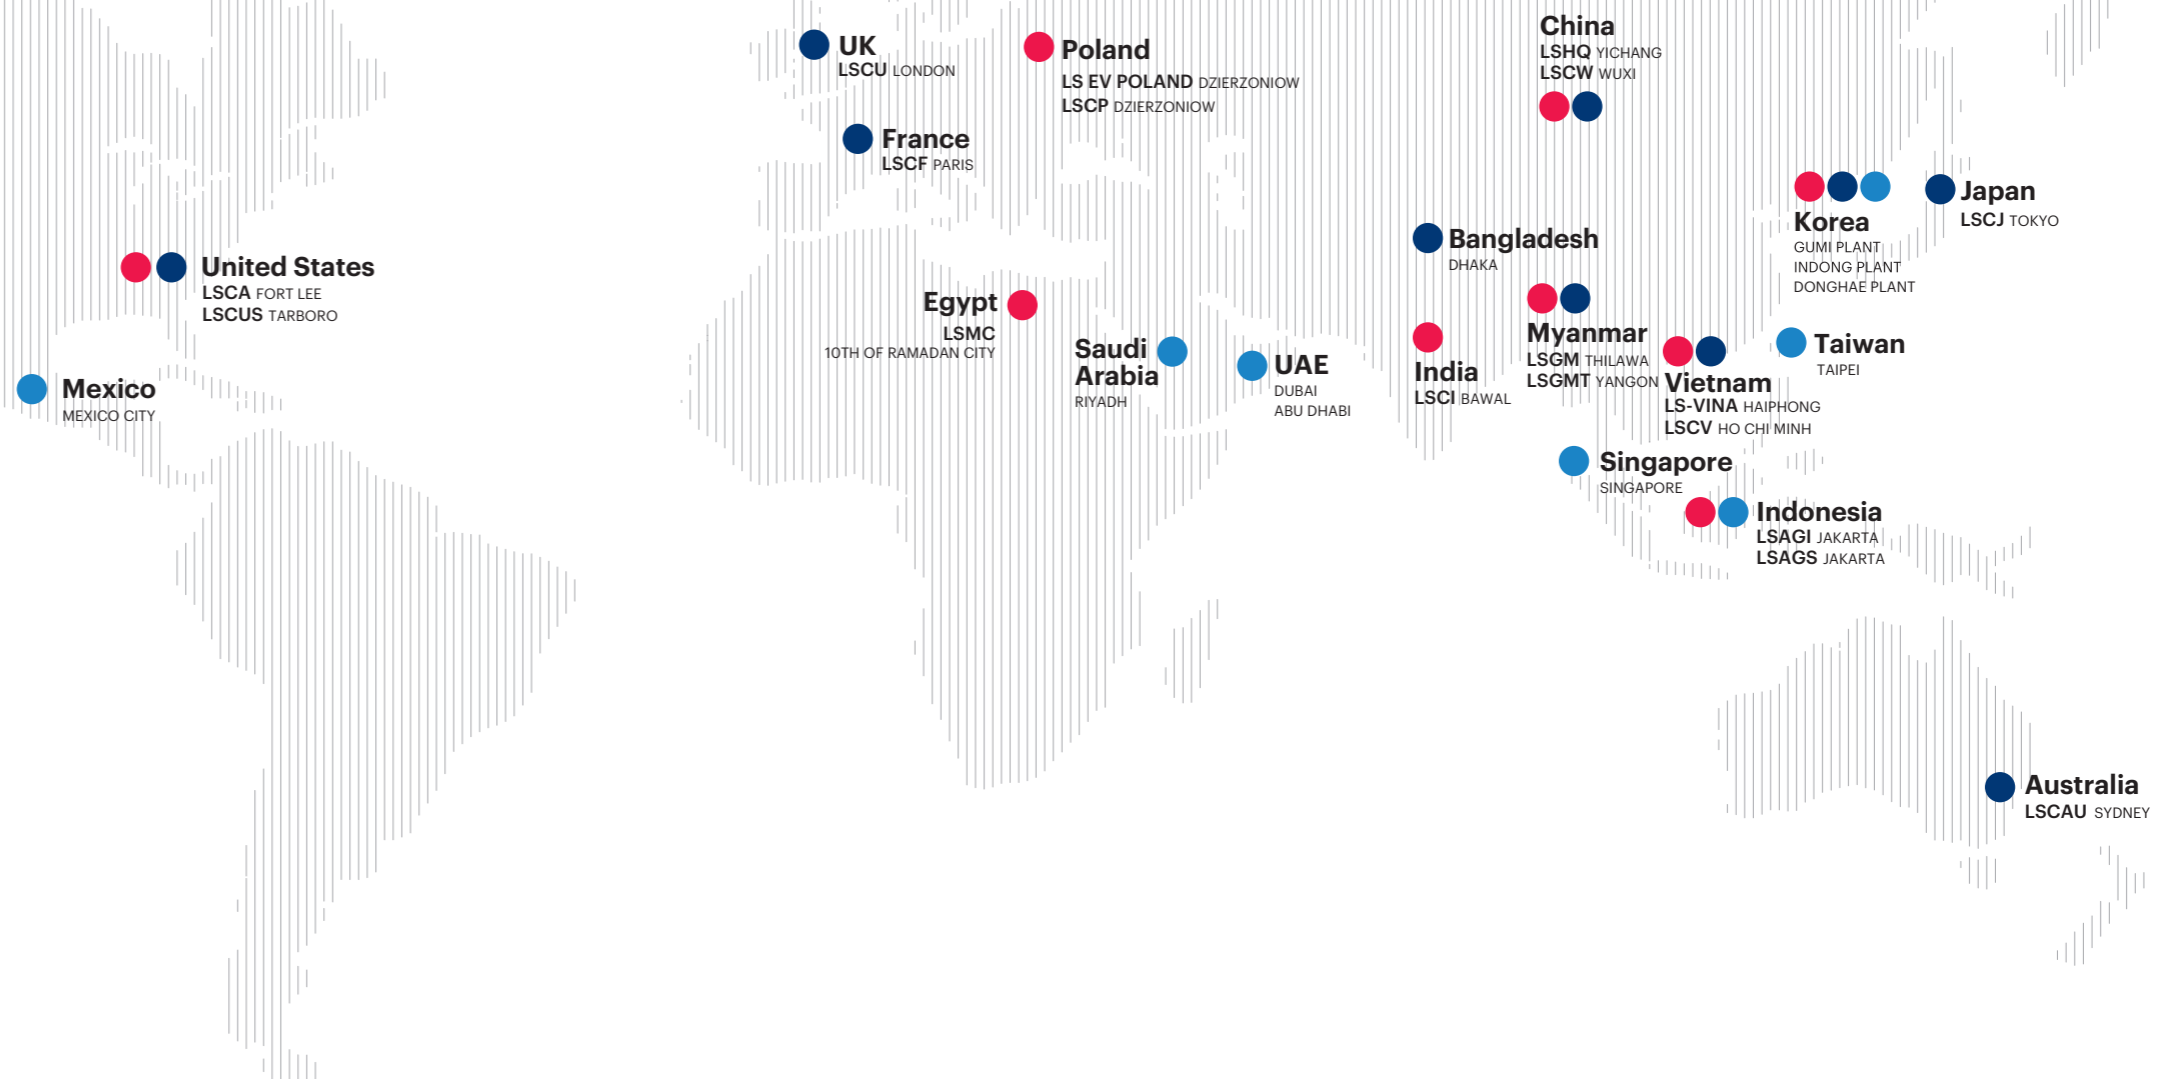 UK
LSCU LONDON
Poland
LS EV POLAND DZIERZONIOW
LSCP DZIERZONIOW
China
LSHQ YICHANG
LSCW WUXI
France
LSCF PARIS
Korea
GUMI PLANT
INDONG PLANT
DONGHAE PLANT
Japan
LSCJ TOKYO
United States
LSCA FORT LEE
LSCUS TARBORO
Bangladesh
DHAKA
Egypt
LSMC
10TH OF RAMADAN CITY
Saudi
Arabia
RIYADH
UAE
DUBAI
ABU DHABI
India
LSCI BAWAL
Myanmar
LSGM THILAWA
LSGMT YANGON
Vietnam
LS-VINA HAIPHONG
LSCV HO CHI MINH
Taiwan
TAIPEI
Mexico
MEXICO CITY
Singapore
SINGAPORE
Indonesia
LSAGI JAKARTA
LSAGS JAKARTA
Australia
LSCAU SYDNEY